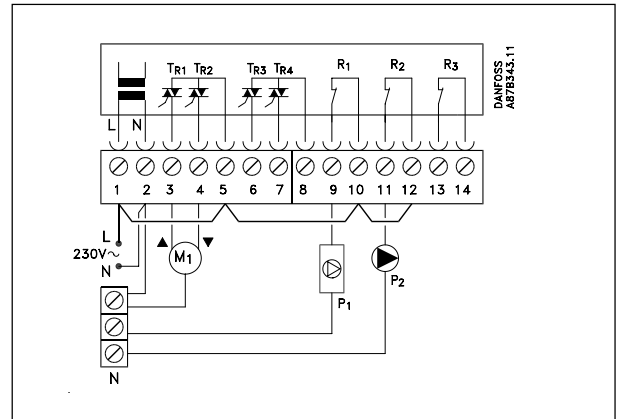 TR1 TR2 TR3 TR4 R1 R2 R3
DANFOSS
A87B343.11
L N
1 2 3 4 5 6 7 8 9 10 11 12 13 14
L
230V~
N
▲ M1 ▼
P1
P2
N